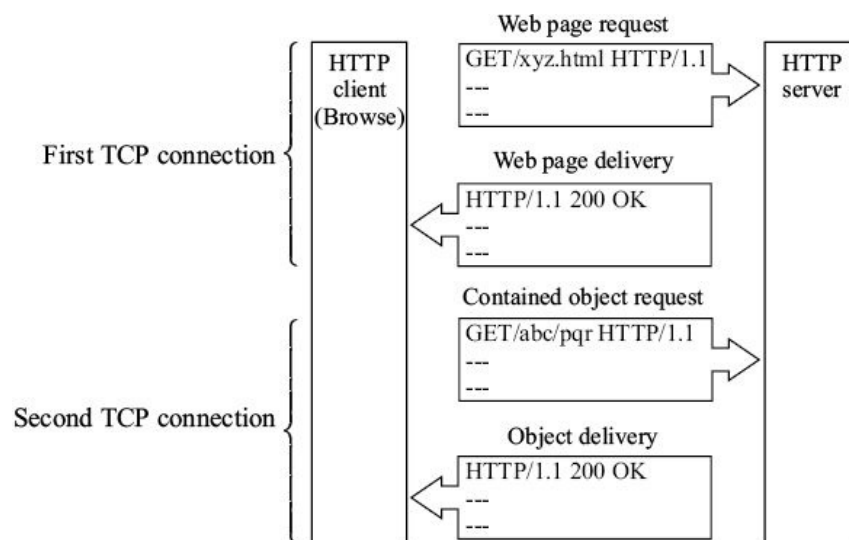 Web page request
HTTP
client
(Browse)
GET/xyz.html HTTP/1.1
---
---
HTTP
server
First TCP connection
Web page delivery
HTTP/1.1 200 OK
---
---
Contained object request
GET/abc/pqr HTTP/1.1
---
---
Second TCP connection
Object delivery
HTTP/1.1 200 OK
---
---